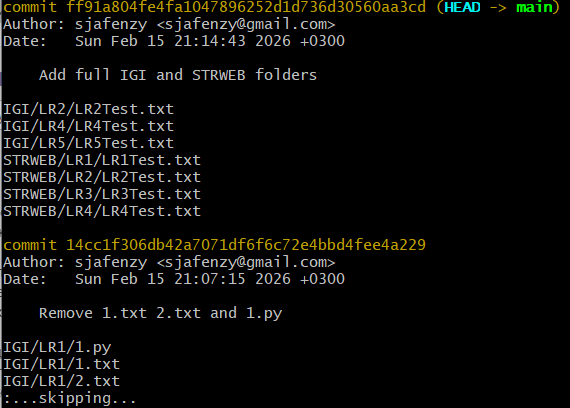 commit ff91a804fe4fa1047896252d1d736d30560aa3cd (HEAD -> main)
Author: sjafenzy <sjafenzy@gmail.com>
Date:   Sun Feb 15 21:14:43 2026 +0300
    Add full IGI and STRWEB folders
IGI/LR2/LR2Test.txt
IGI/LR4/LR4Test.txt
IGI/LR5/LR5Test.txt
STRWEB/LR1/LR1Test.txt
STRWEB/LR2/LR2Test.txt
STRWEB/LR3/LR3Test.txt
STRWEB/LR4/LR4Test.txt
commit 14cc1f306db42a7071df6f6c72e4bbd4fee4a229
Author: sjafenzy <sjafenzy@gmail.com>
Date:   Sun Feb 15 21:07:15 2026 +0300
    Remove 1.txt 2.txt and 1.py
IGI/LR1/1.py
IGI/LR1/1.txt
IGI/LR1/2.txt
:...skipping...